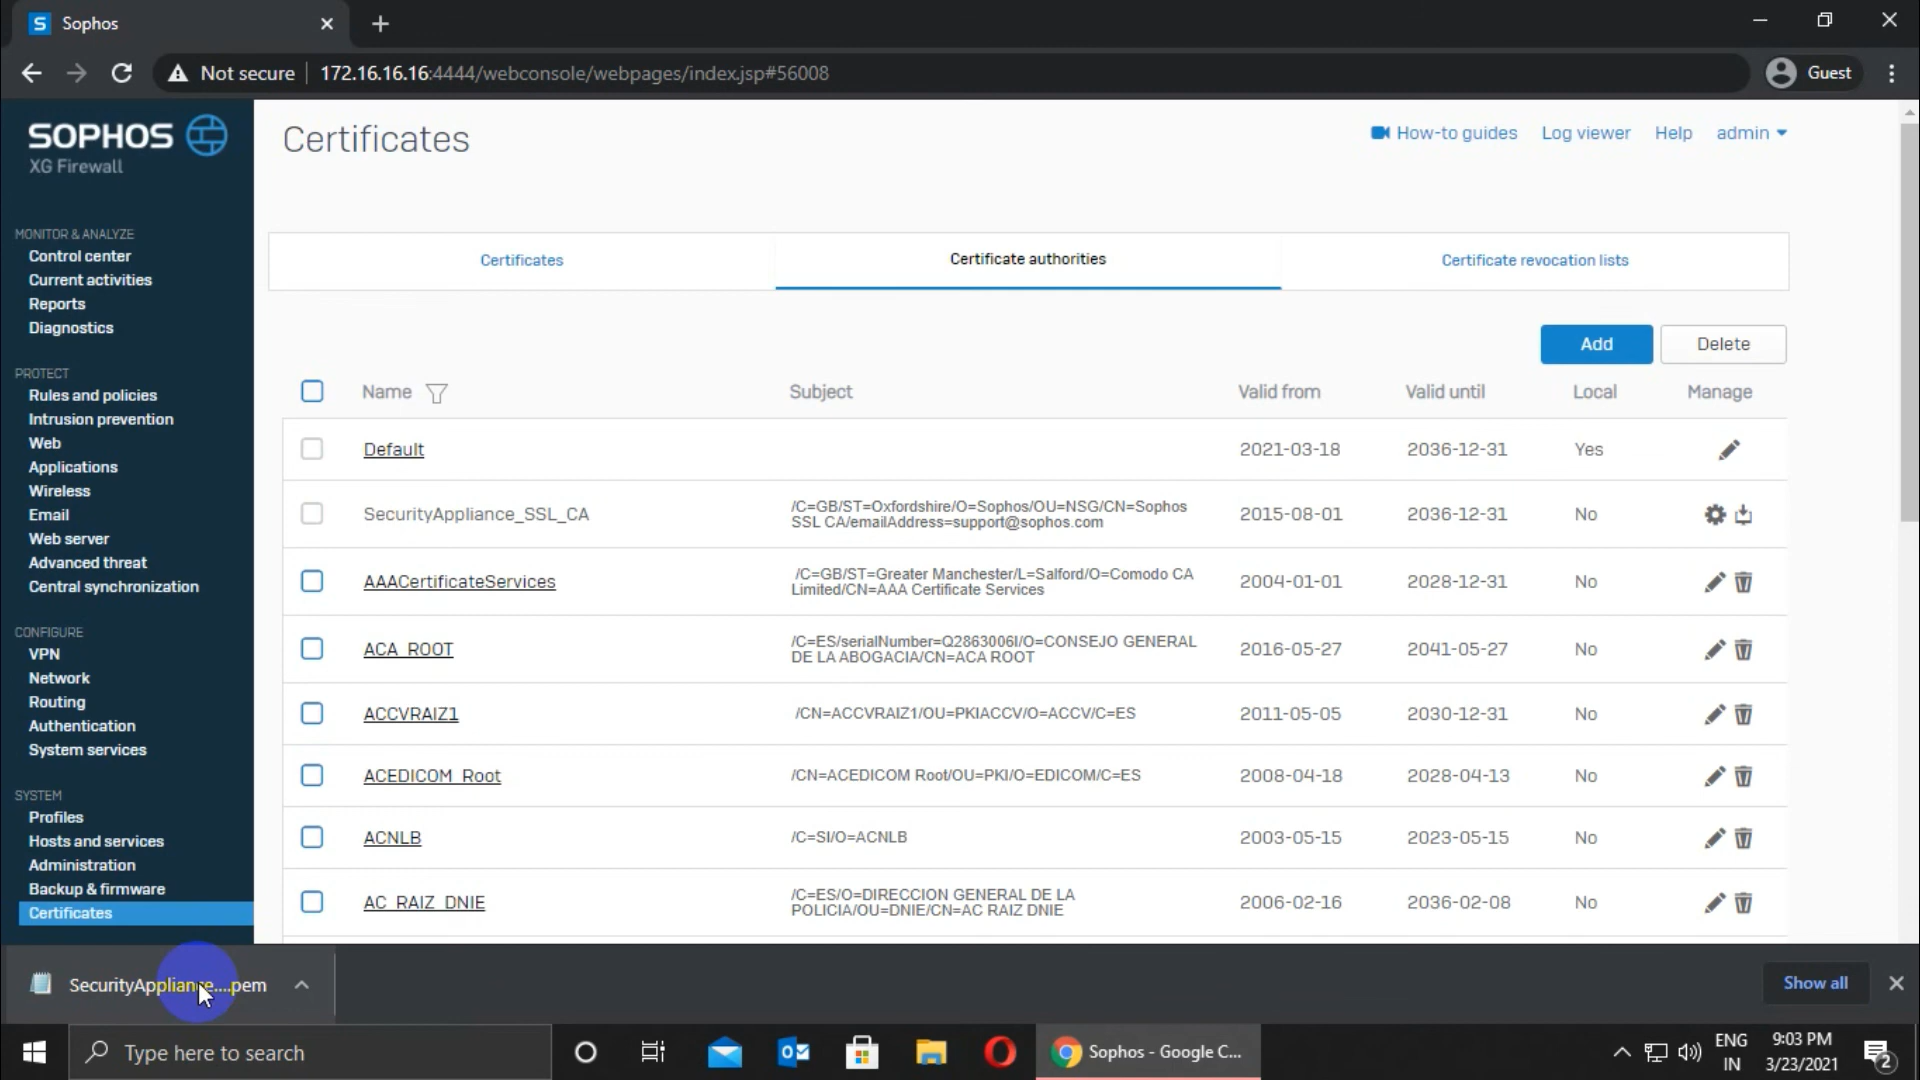 Sophos
Not secure
172.16.16.16:4444/webconsole/webpages/index.jsp#56008
Guest
SOPHOS
XG Firewall
MONITOR & ANALYZE
Control center
Current activities
Reports
Diagnostics
PROTECT
Rules and policies
Intrusion prevention
Web
Applications
Wireless
Email
Web server
Advanced threat
Central synchronization
CONFIGURE
VPN
Network
Routing
Authentication
System services
SYSTEM
Profiles
Hosts and services
Administration
Backup & firmware
Certificates
Certificates
How-to guides Log viewer Help admin
Certificates Certificate authorities Certificate revocation lists
Add Delete
Name Subject Valid from Valid until Local Manage
Default 2021-03-18 2036-12-31 Yes
SecurityAppliance_SSL_CA /C=GB/ST=Oxfordshire/O=Sophos/OU=NSG/CN=Sophos
SSL CA/emailAddress=support@sophos.com 2015-08-01 2036-12-31 No
AAACertificateServices /C=GB/ST=Greater Manchester/L=Salford/O=Comodo CA
Limited/CN=AAA Certificate Services 2004-01-01 2028-12-31 No
ACA_ROOT /C=ES/serialNumber=Q2863006I/O=CONSEJO GENERAL
DE LA ABOGACIA/CN=ACA ROOT 2016-05-27 2041-05-27 No
ACCVRAIZ1 /CN=ACCVRAIZ1/OU=PKIACCV/O=ACCV/C=ES 2011-05-05 2030-12-31 No
ACEDICOM_Root /CN=ACEDICOM Root/OU=PKI/O=EDICOM/C=ES 2008-04-18 2028-04-13 No
ACNLB /C=SI/O=ACNLB 2003-05-15 2023-05-15 No
AC_RAIZ_DNIE /C=ES/O=DIRECCION GENERAL DE LA
POLICIA/OU=DNIE/CN=AC RAIZ DNIE 2006-02-16 2036-02-08 No
SecurityAppliance....pem
Show all
Type here to search
Sophos - Google C...
ENG
IN
9:03 PM
3/23/2021
2